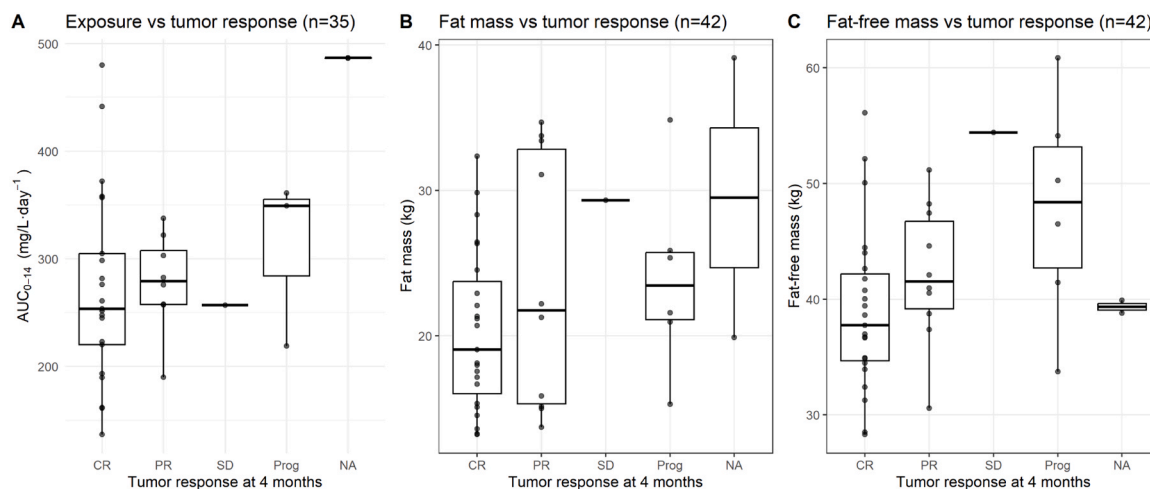 A Exposure vs tumor response (n=35)
AUC0–14 (mg/L·day⁻¹)
500
450
400
350
300
250
200
CR PR SD Prog NA
Tumor response at 4 months
B Fat mass vs tumor response (n=42)
Fat mass (kg)
40
30
20
CR PR SD Prog NA
Tumor response at 4 months
C Fat-free mass vs tumor response (n=42)
Fat-free mass (kg)
60
50
40
30
CR PR SD Prog NA
Tumor response at 4 months